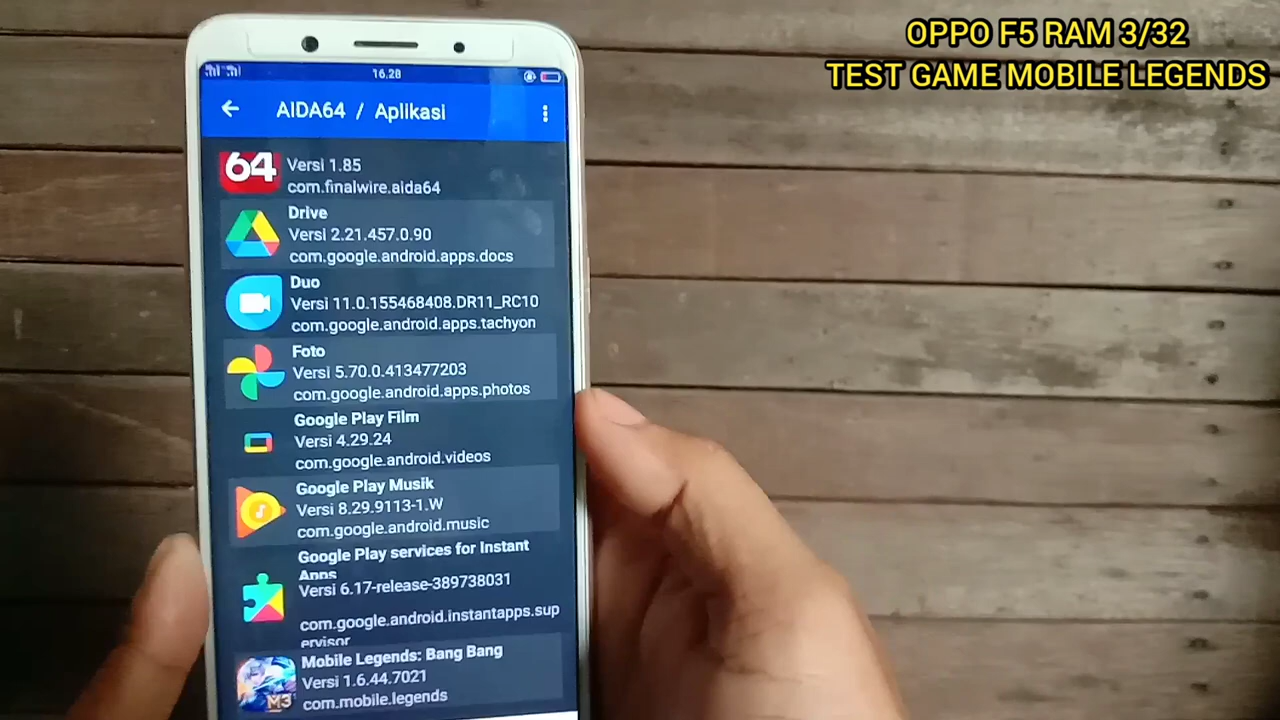 OPPO F5 RAM 3/32
TEST GAME MOBILE LEGENDS
16.28
AIDA64 / Aplikasi
64
Versi 1.85
com.finalwire.aida64
Drive
Versi 2.21.457.0.90
com.google.android.apps.docs
Duo
Versi 11.0.155468408.DR11_RC10
com.google.android.apps.tachyon
Foto
Versi 5.70.0.413477203
com.google.android.apps.photos
Google Play Film
Versi 4.29.24
com.google.android.videos
Google Play Musik
Versi 8.29.9113-1.W
com.google.android.music
Google Play services for Instant
Apps
Versi 6.17-release-389738031
com.google.android.instantapps.sup
ervisor
Mobile Legends: Bang Bang
Versi 1.6.44.7021
com.mobile.legends